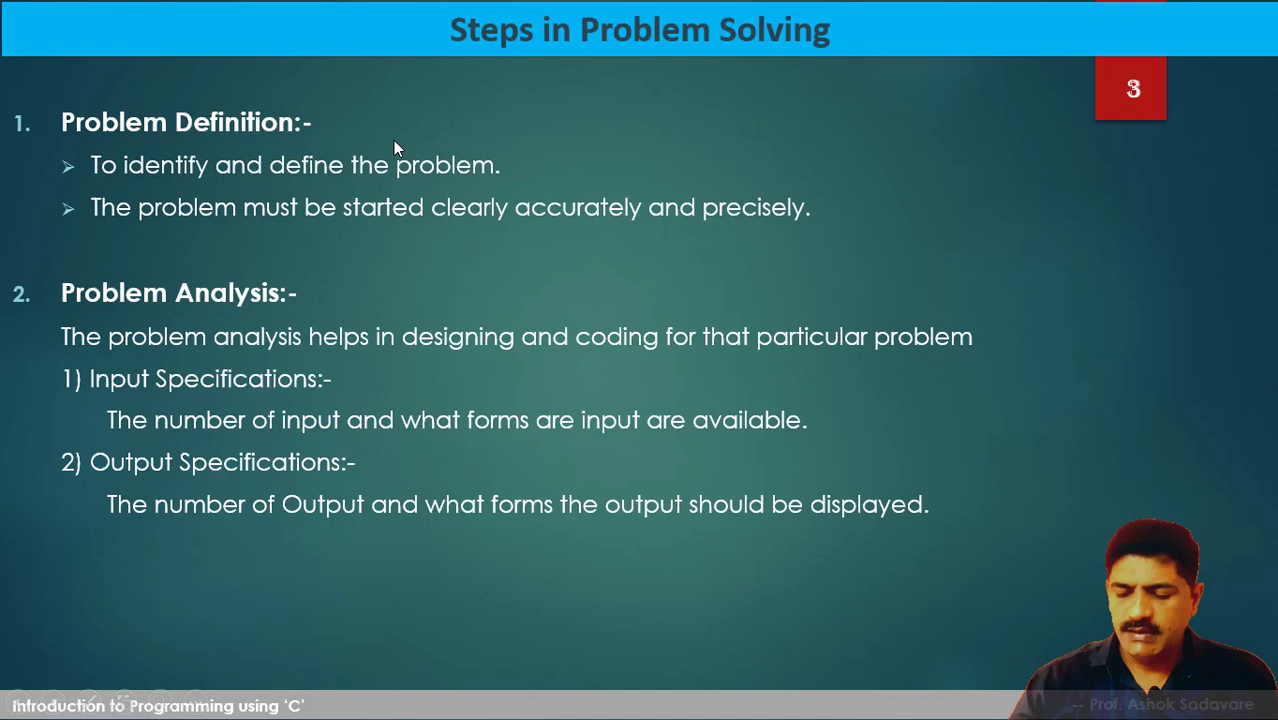 Steps in Problem Solving
3
1. Problem Definition:-
➢ To identify and define the problem.
➢ The problem must be started clearly accurately and precisely.
2. Problem Analysis:-
The problem analysis helps in designing and coding for that particular problem
1) Input Specifications:-
The number of input and what forms are input are available.
2) Output Specifications:-
The number of Output and what forms the output should be displayed.
Introduction to Programming using ‘C’
-- Prof. Ashok Sadavare